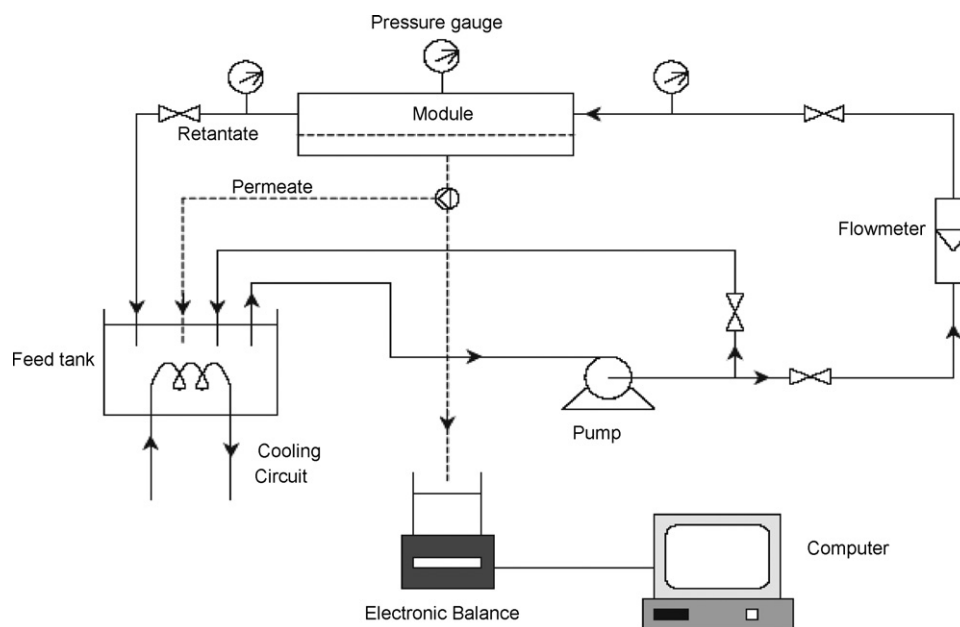 Pressure gauge
Module
Retantate
Permeate
Flowmeter
Feed tank
Cooling
Circuit
Pump
Computer
Electronic Balance